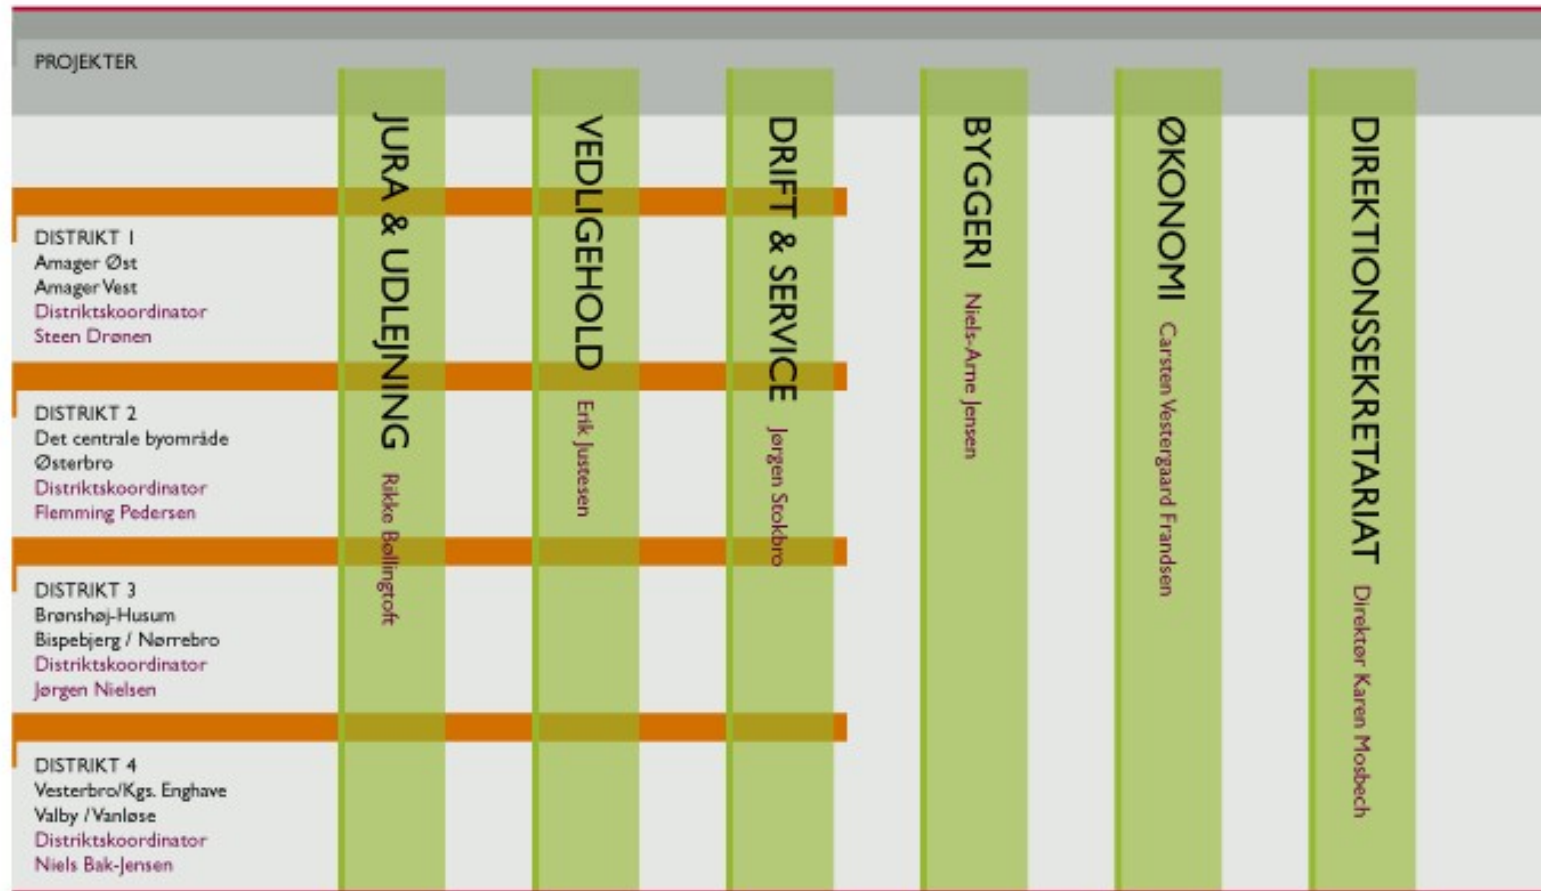 PROJEKTER
JURA & UDLEJNING Rikke Bøllingtoft
VEDLIGEHOLD Erik Justesen
DRIFT & SERVICE Jørgen Stokbro
BYGGERI Niels-Arne Jensen
ØKONOMI Carsten Vestergaard Frandsen
DIREKTIONSSEKRETARIAT Direktør Karen Mosbech
DISTRIKT 1
Amager Øst
Amager Vest
Distriktskoordinator
Steen Drønen
DISTRIKT 2
Det centrale byområde
Østerbro
Distriktskoordinator
Flemming Pedersen
DISTRIKT 3
Brønshøj-Husum
Bispebjerg / Nørrebro
Distriktskoordinator
Jørgen Nielsen
DISTRIKT 4
Vesterbro/Kgs. Enghave
Valby / Vanløse
Distriktskoordinator
Niels Bak-Jensen